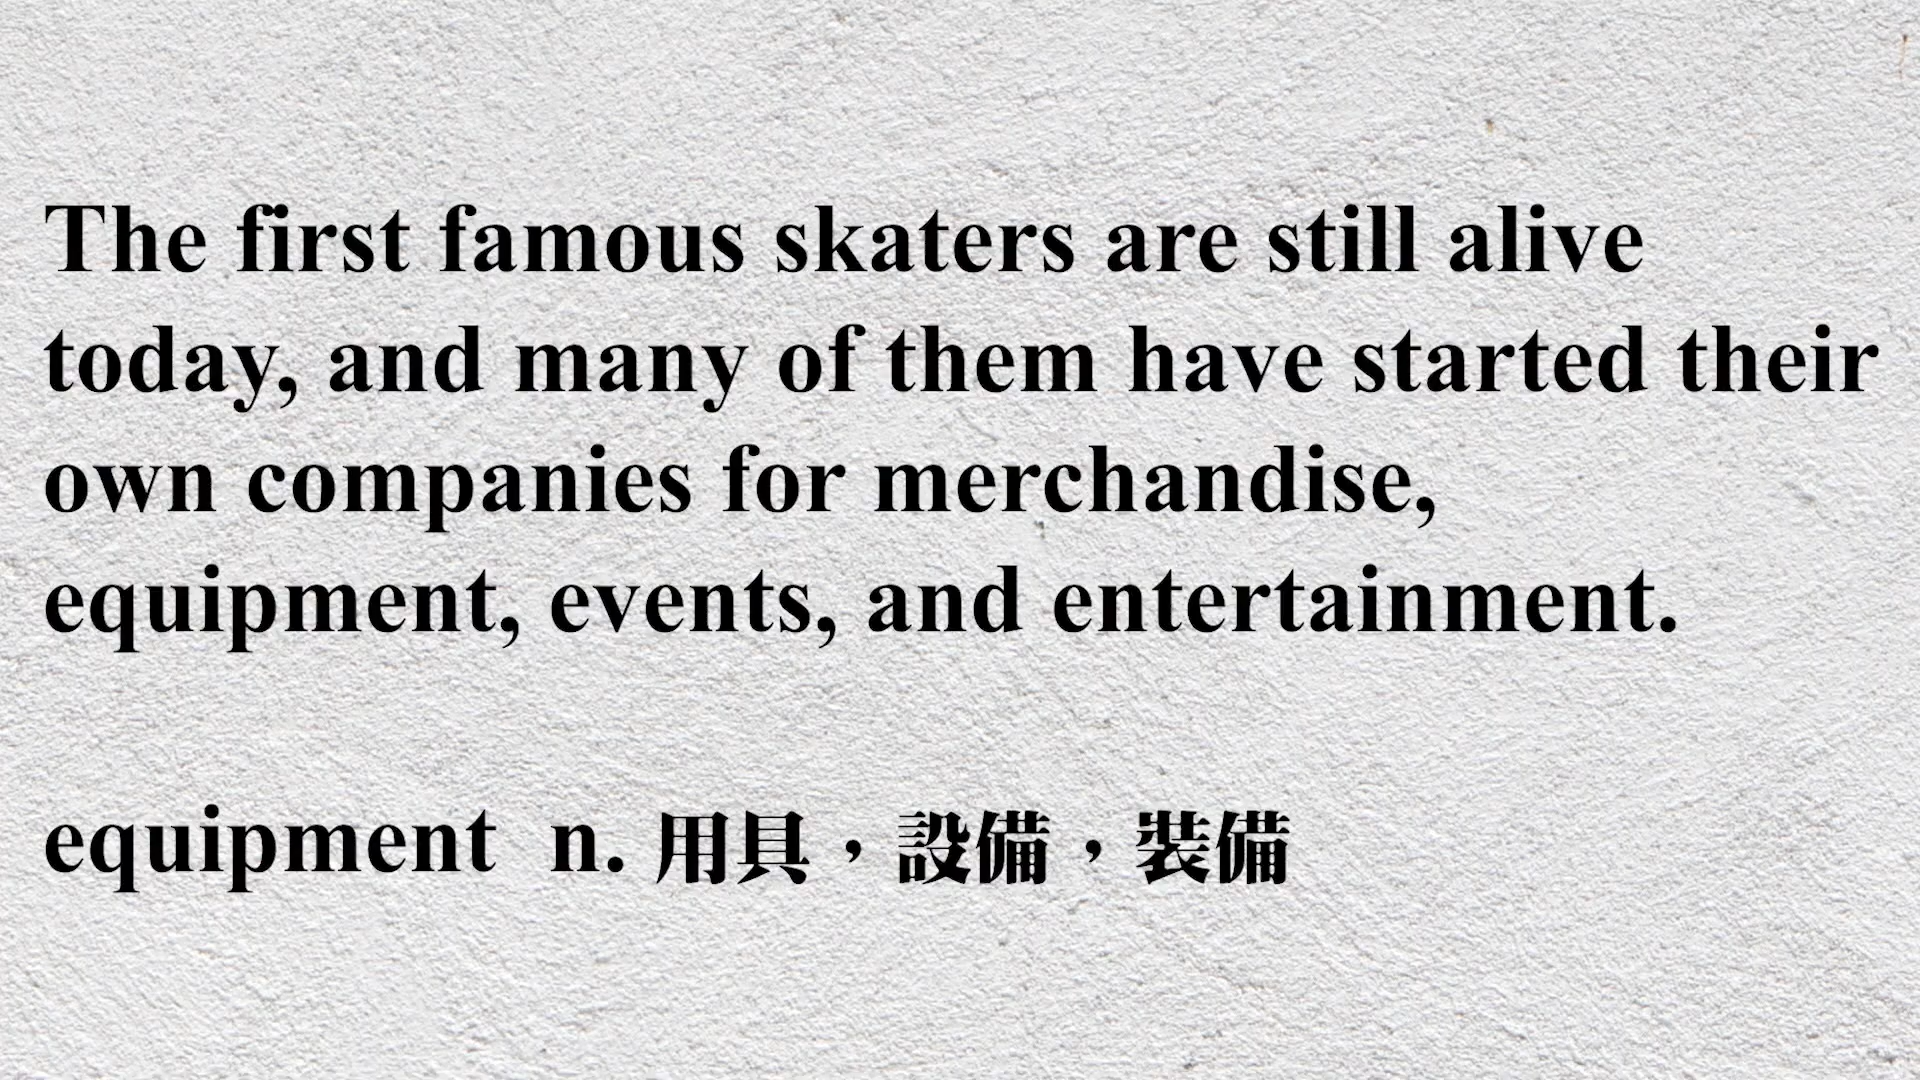 The first famous skaters are still alive
today, and many of them have started their
own companies for merchandise,
equipment, events, and entertainment.
equipment  n. 用具，設備，裝備